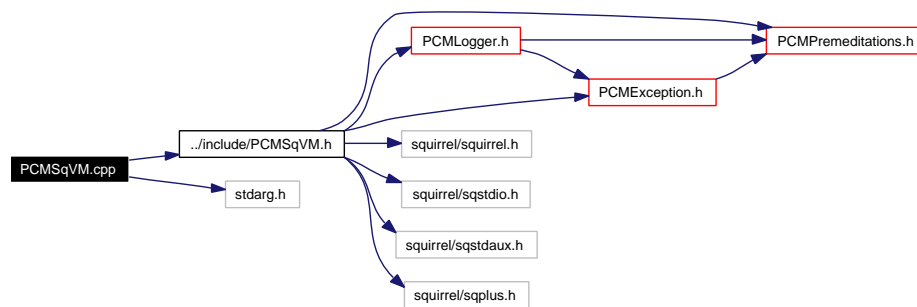 PCMSqVM.cpp
../include/PCMSqVM.h
stdarg.h
PCMLogger.h
PCMException.h
PCMPremeditations.h
squirrel/squirrel.h
squirrel/sqstdio.h
squirrel/sqstdaux.h
squirrel/sqplus.h